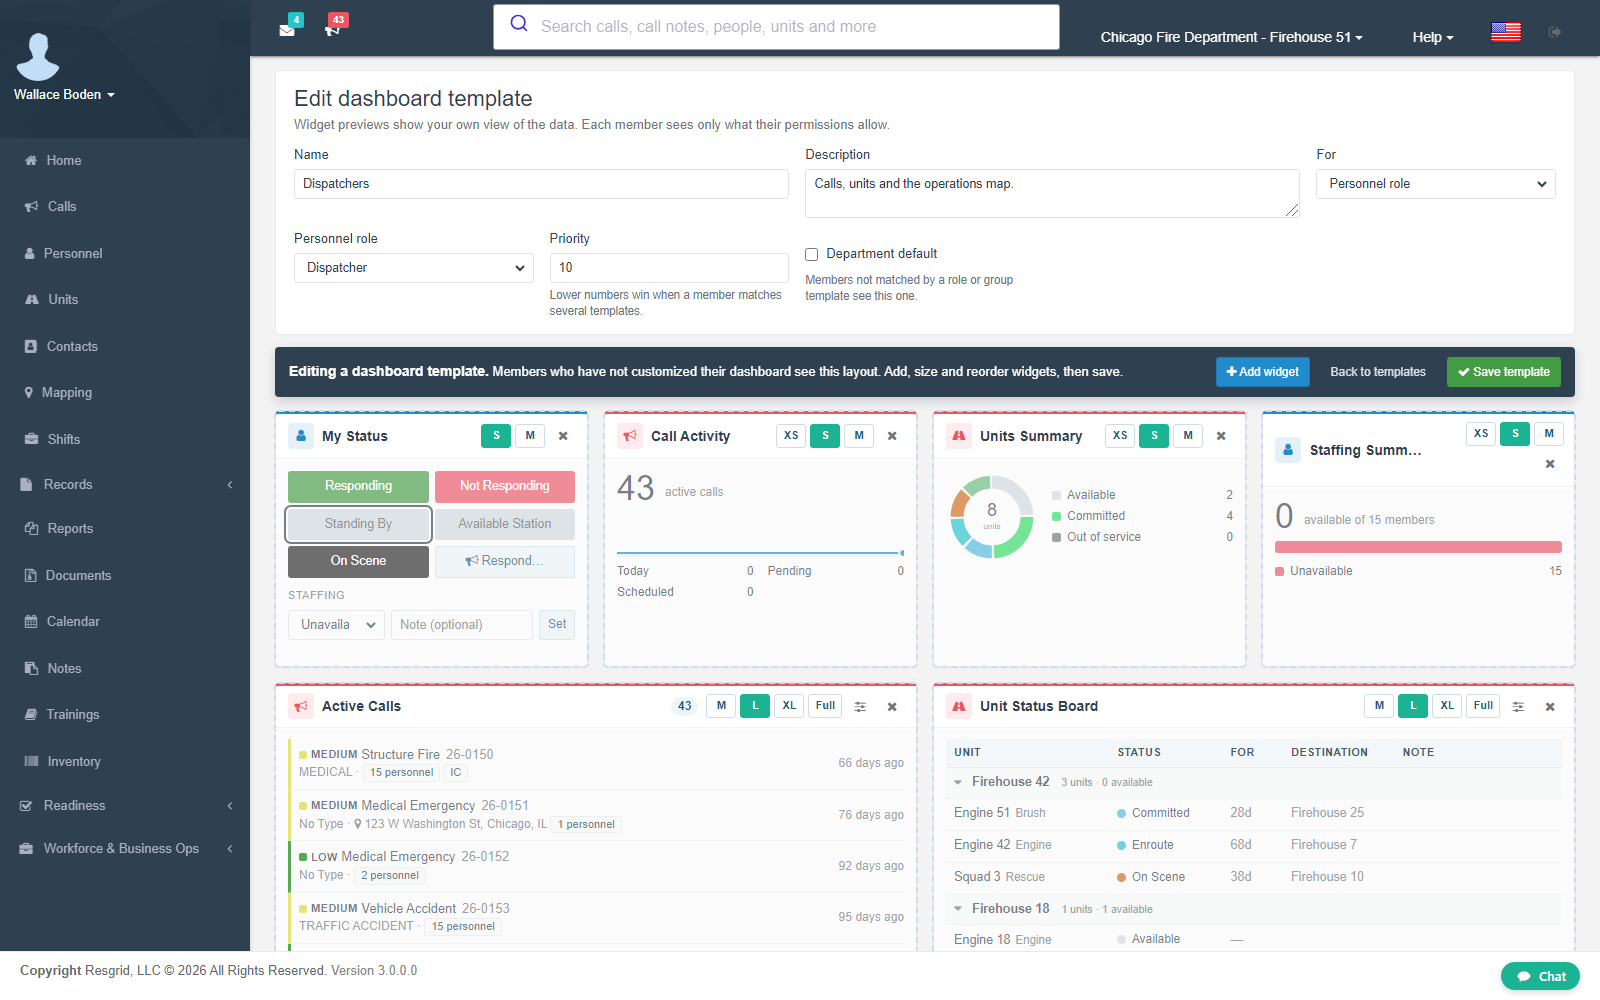 4
43
Search calls, call notes, people, units and more
Chicago Fire Department - Firehouse 51
Help
Wallace Boden
Home
Calls
Personnel
Units
Contacts
Mapping
Shifts
Records
Reports
Documents
Calendar
Notes
Trainings
Inventory
Readiness
Workforce & Business Ops
Edit dashboard template
Widget previews show your own view of the data. Each member sees only what their permissions allow.
Name
Description
For
Dispatchers
Calls, units and the operations map.
Personnel role
Personnel role
Priority
Dispatcher
10
Department default
Lower numbers win when a member matches several templates.
Members not matched by a role or group template see this one.
Editing a dashboard template. Members who have not customized their dashboard see this layout. Add, size and reorder widgets, then save.
Add widget
Back to templates
Save template
My Status
S
M
Responding
Not Responding
Standing By
Available Station
On Scene
Respond...
STAFFING
Unavaila
Note (optional)
Set
Call Activity
XS
S
M
43 active calls
Today 0
Pending 0
Scheduled 0
Units Summary
XS
S
M
8
units
Available 2
Committed 4
Out of service 0
Staffing Summ...
XS
S
M
0 available of 15 members
Unavailable 15
Active Calls
43
M
L
XL
Full
MEDIUM Structure Fire 26-0150
MEDICAL · 15 personnel IC
66 days ago
MEDIUM Medical Emergency 26-0151
No Type · 123 W Washington St, Chicago, IL 1 personnel
76 days ago
LOW Medical Emergency 26-0152
No Type · 2 personnel
92 days ago
MEDIUM Vehicle Accident 26-0153
TRAFFIC ACCIDENT · 15 personnel
95 days ago
Unit Status Board
M
L
XL
Full
UNIT STATUS FOR DESTINATION NOTE
Firehouse 42 3 units · 0 available
Engine 51 Brush Committed 28d Firehouse 25
Engine 42 Engine Enroute 68d Firehouse 7
Squad 3 Rescue On Scene 38d Firehouse 10
Firehouse 18 1 units · 1 available
Engine 18 Engine Available —
Copyright Resgrid, LLC © 2026 All Rights Reserved. Version 3.0.0.0
Chat